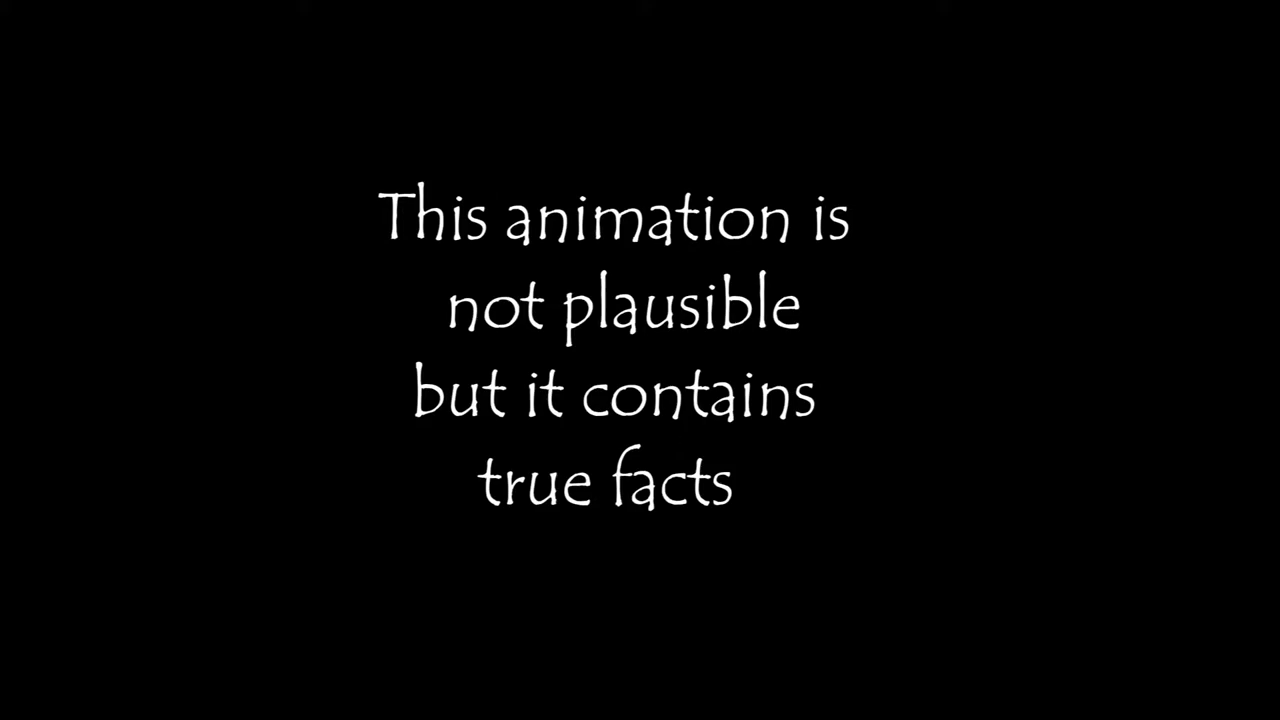 This animation is
not plausible
but it contains
true facts